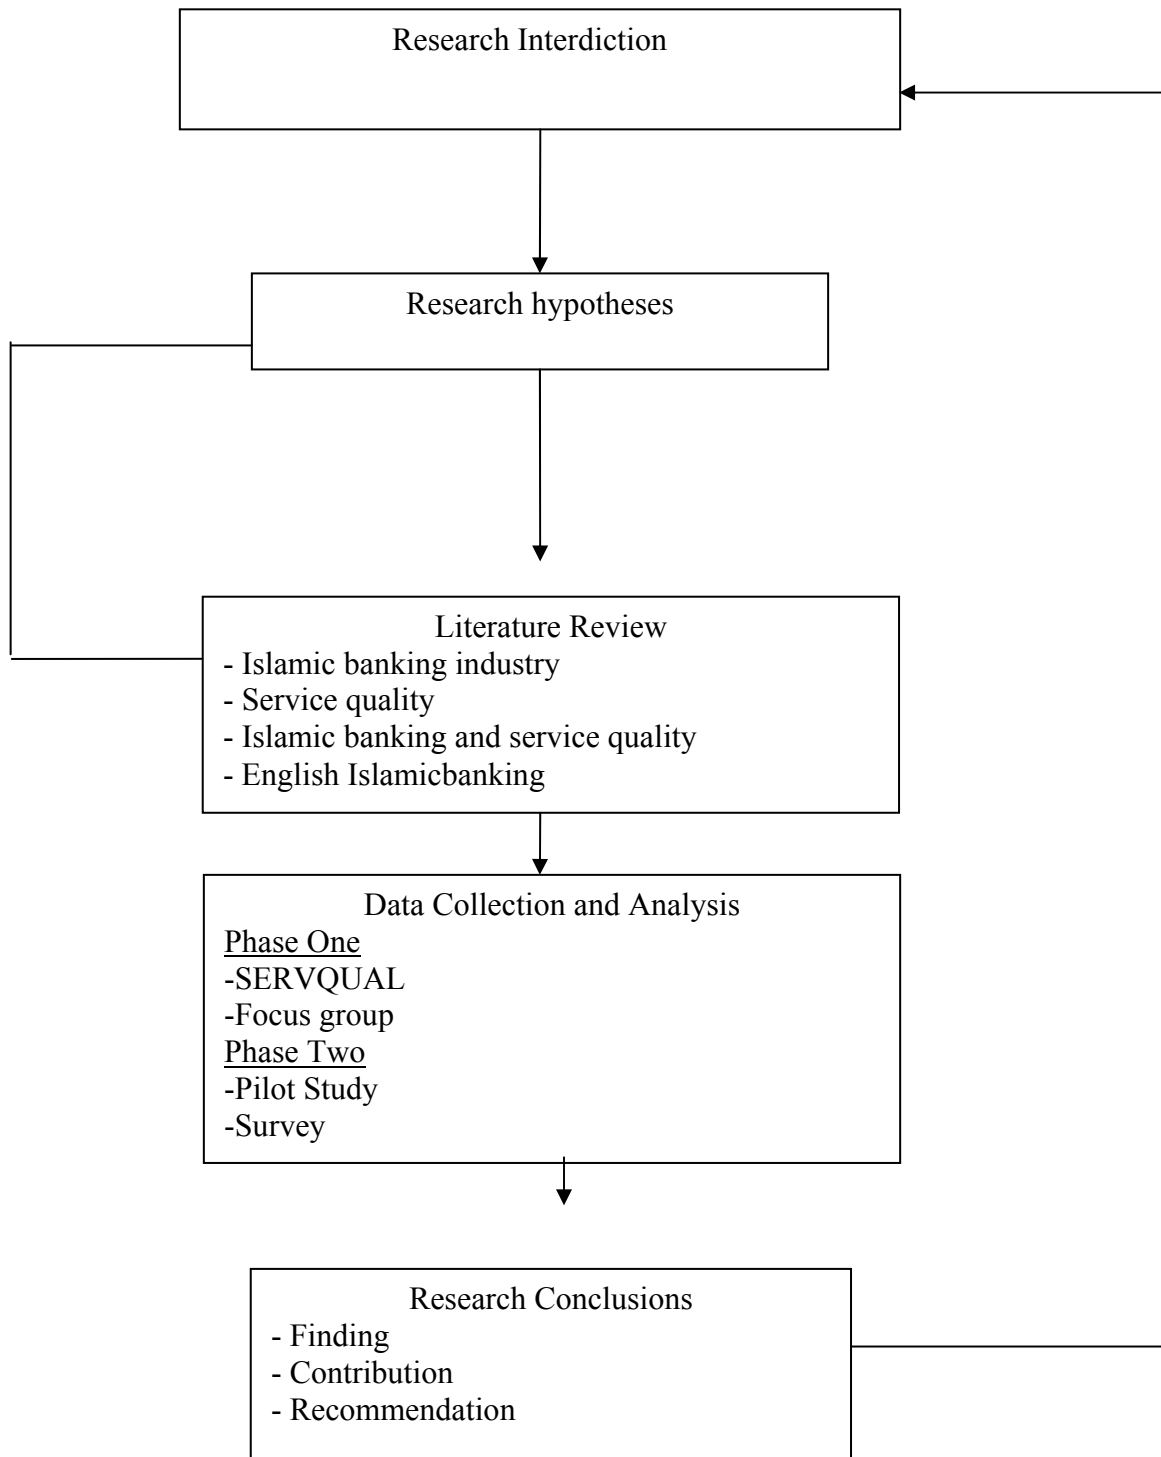 Research Interdiction
Research hypotheses
Literature Review
- Islamic banking industry
- Service quality
- Islamic banking and service quality
- English Islamicbanking
Data Collection and Analysis
Phase One
-SERVQUAL
-Focus group
Phase Two
-Pilot Study
-Survey
Research Conclusions
- Finding
- Contribution
- Recommendation